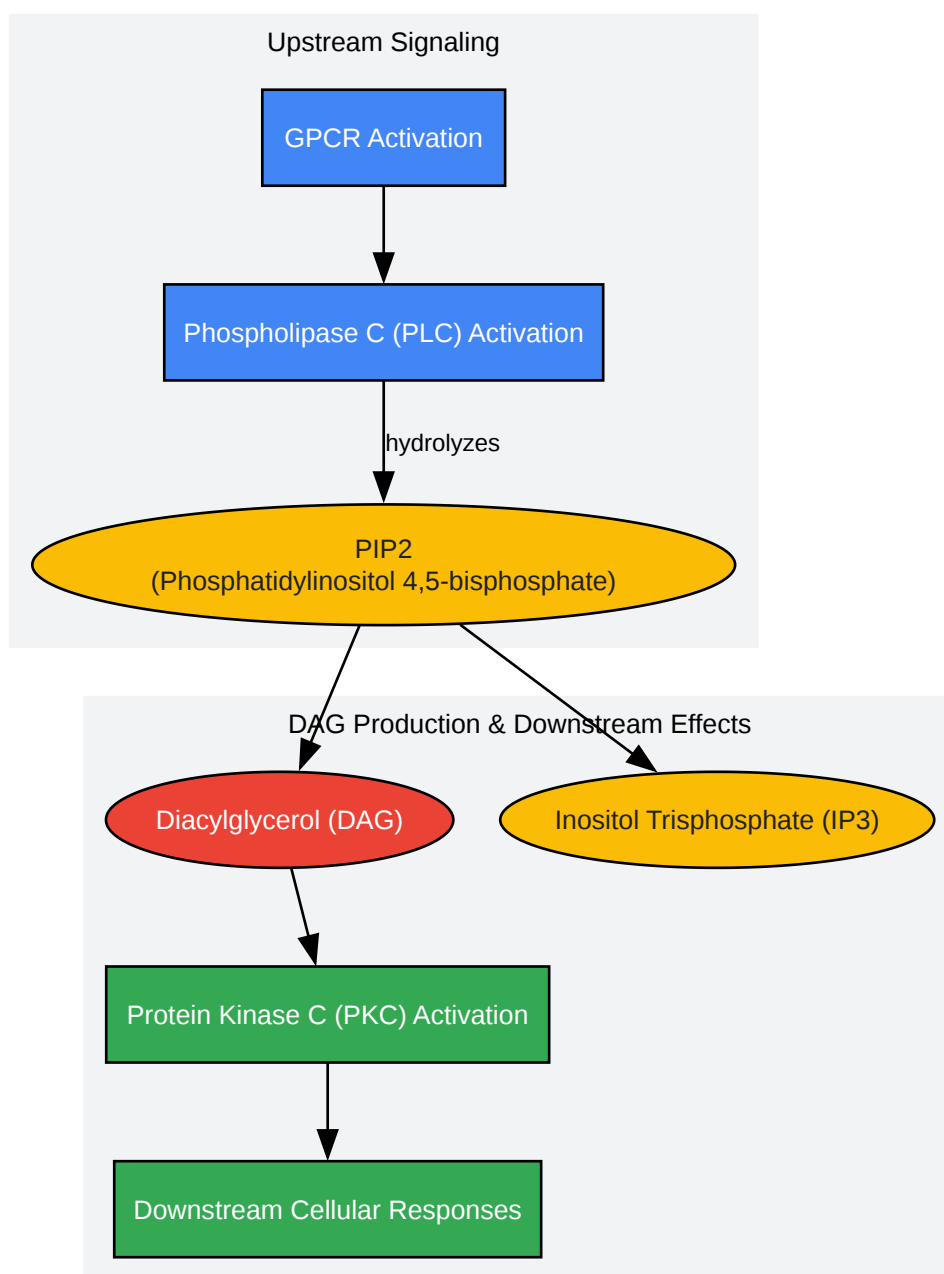 Upstream Signaling
GPCR Activation
Phospholipase C (PLC) Activation
hydrolyzes
PIP2
(Phosphatidylinositol 4,5-bisphosphate)
DAG Production & Downstream Effects
Diacylglycerol (DAG)
Inositol Trisphosphate (IP3)
Protein Kinase C (PKC) Activation
Downstream Cellular Responses